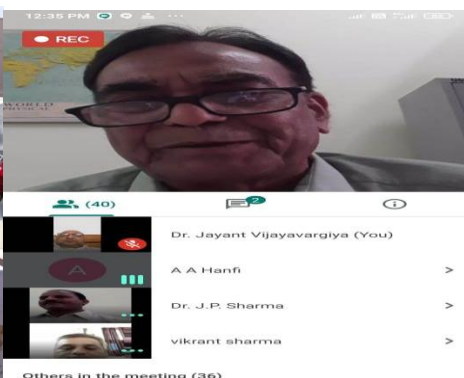 12:35 PM
REC
WORLD
(40)
2
Dr. Jayant Vijayavargiya (You)
A
A A Hanfi
Dr. J.P. Sharma
vikrant sharma
Others in the meeting (36)